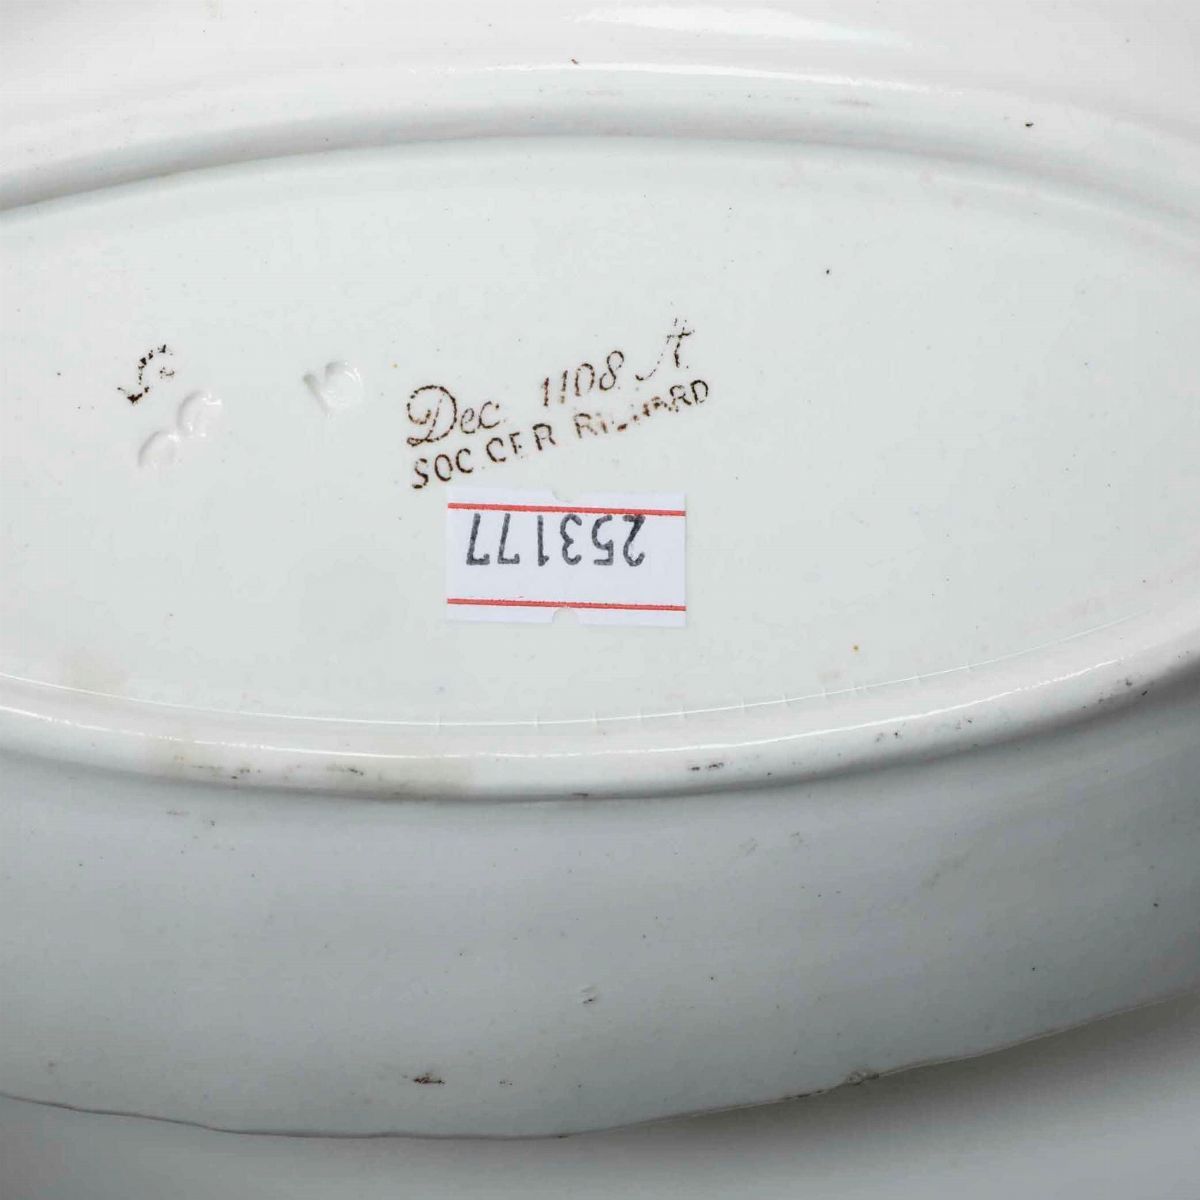 Dec. 1108 A
SOC. CER RICHARD
253177